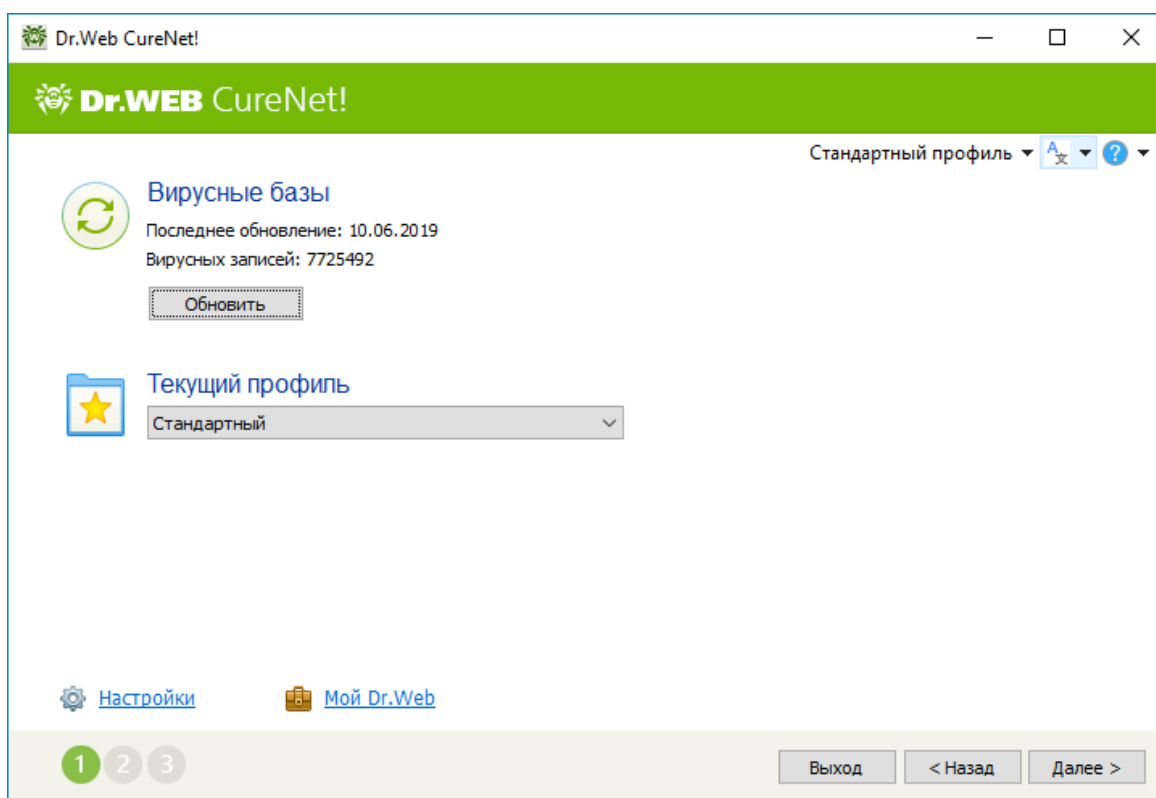 Dr.Web CureNet!
Dr.WEB CureNet!
Стандартный профиль
Вирусные базы
Последнее обновление: 10.06.2019
Вирусных записей: 7725492
Обновить
Текущий профиль
Стандартный
Настройки
Мой Dr.Web
1 2 3
Выход
< Назад
Далее >